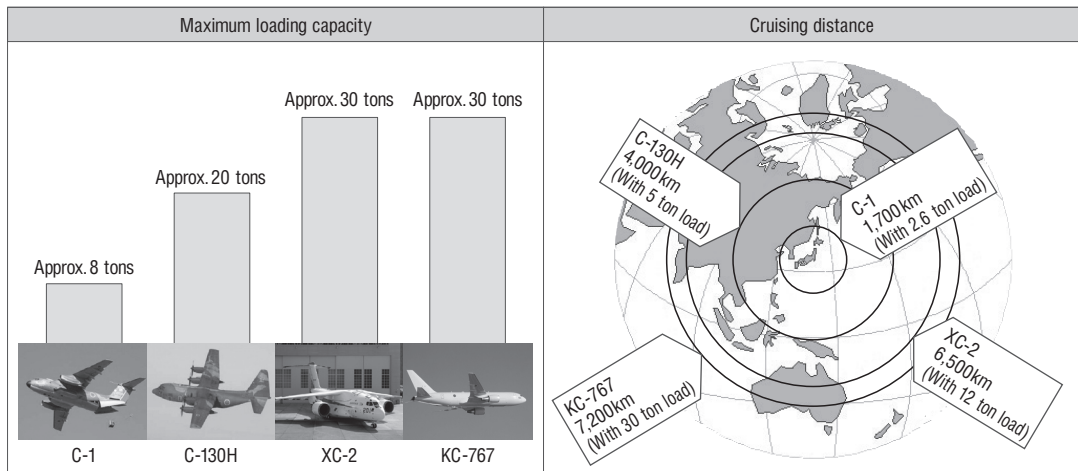 Maximum loading capacity
Cruising distance
Approx. 30 tons
Approx. 30 tons
Approx. 20 tons
Approx. 8 tons
C-1
C-130H
XC-2
KC-767
C-130H
4,000km
(With 5 ton load)
C-1
1,700km
(With 2.6 ton load)
KC-767
7,200km
(With 30 ton load)
XC-2
6,500km
(With 12 ton load)